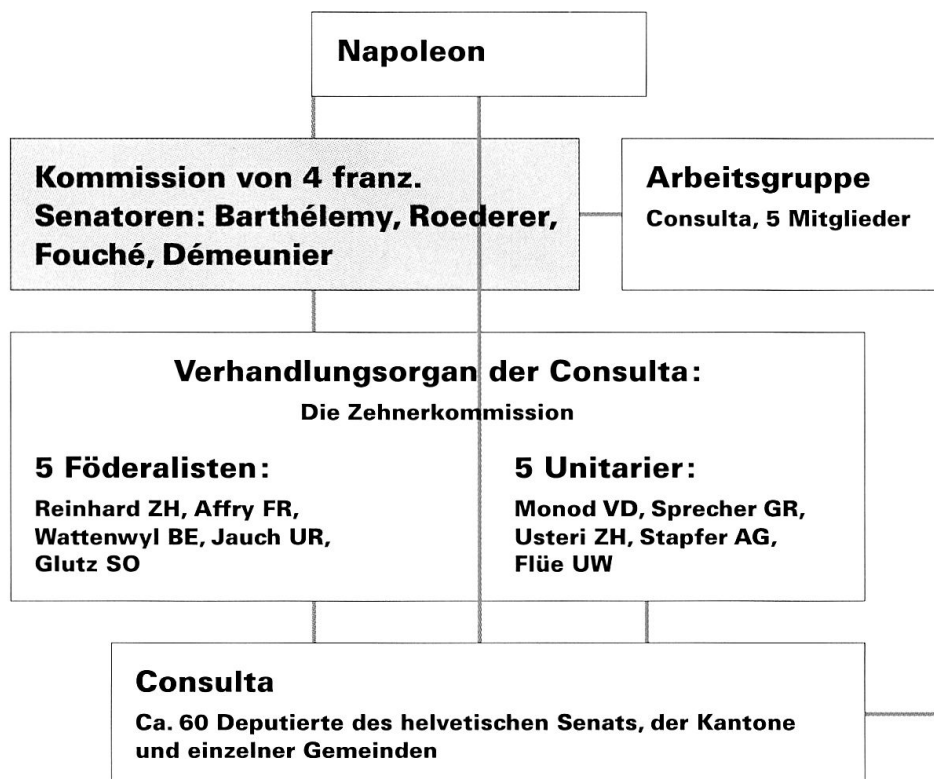 Napoleon
Kommission von 4 franz.
Senatoren: Barthélemy, Roederer,
Fouché, Démeunier
Arbeitsgruppe
Consulta, 5 Mitglieder
Verhandlungsorgan der Consulta:
Die Zehnerkommission
5 Föderalisten:
Reinhard ZH, Affry FR,
Wattenwyl BE, Jauch UR,
Glutz SO
5 Unitarier:
Monod VD, Sprecher GR,
Usteri ZH, Stapfer AG,
Flüe UW
Consulta
Ca. 60 Deputierte des helvetischen Senats, der Kantone
und einzelner Gemeinden